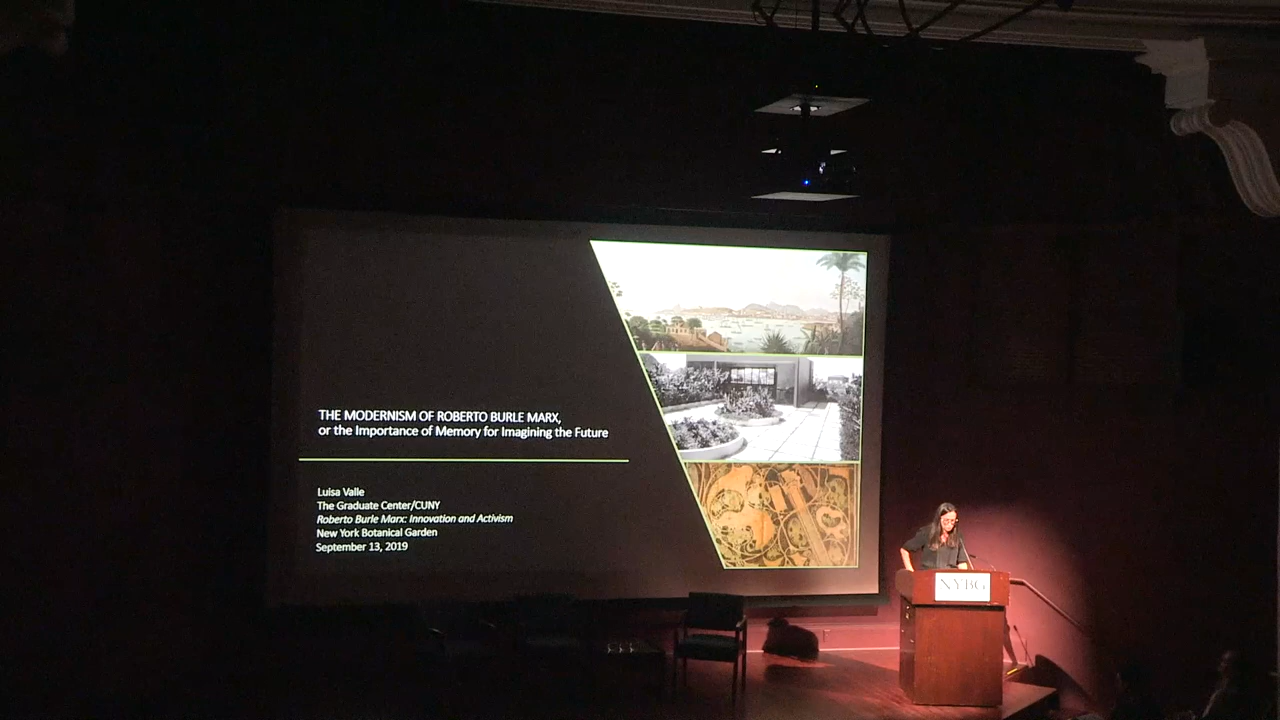 THE MODERNISM OF ROBERTO BURLE MARX,
or the Importance of Memory for Imagining the Future
Luisa Valle
The Graduate Center/CUNY
Roberto Burle Marx: Innovation and Activism
New York Botanical Garden
September 13, 2019
NYBG